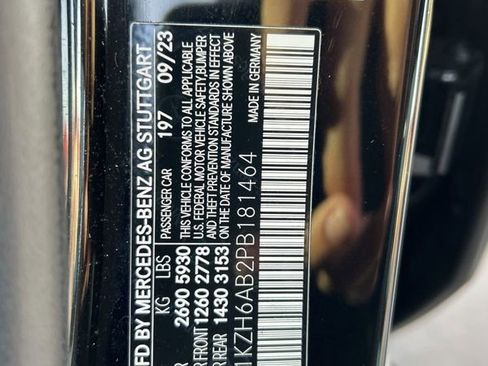 MFD BY MERCEDES-BENZ AG STUTTGART
PASSENGER CAR 197 09/23
KG LBS THIS VEHICLE CONFORMS TO ALL APPLICABLE
2690 5930 U.S. FEDERAL MOTOR VEHICLE SAFETY, BUMPER
FRONT 1260 2778 AND THEFT PREVENTION STANDARDS IN EFFECT
REAR 1430 3153 ON THE DATE OF MANUFACTURE SHOWN ABOVE
MADE IN GERMANY
1KZH6AB2PB181464